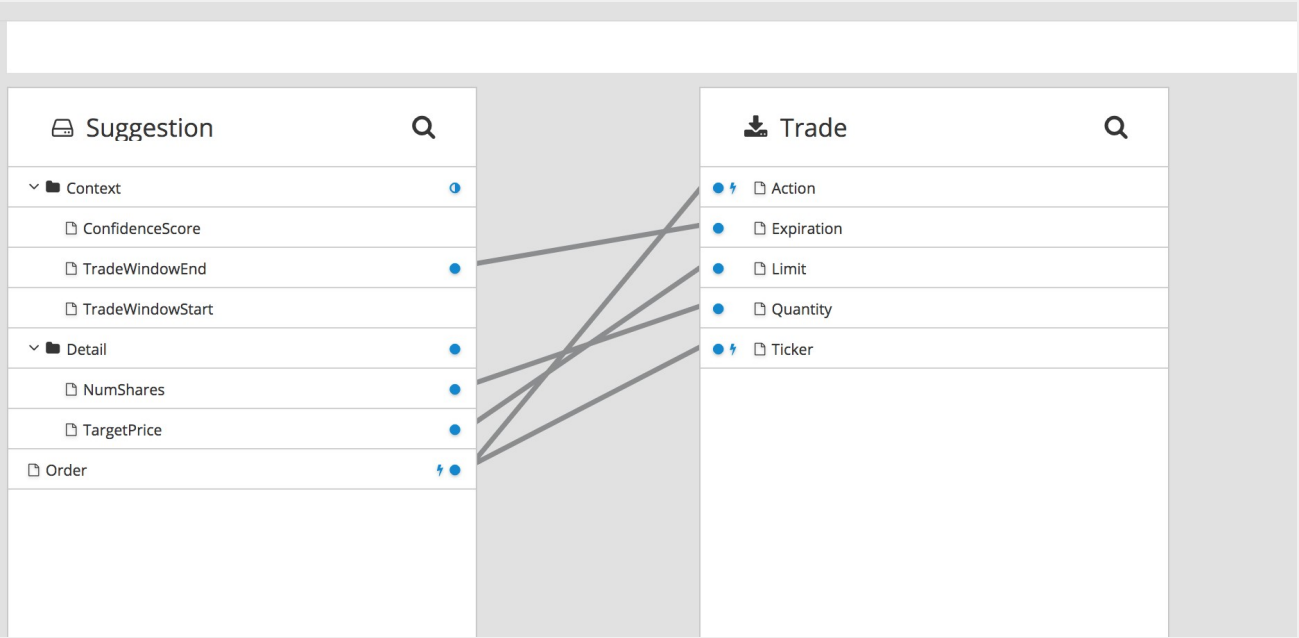 Suggestion
Context
ConfidenceScore
TradeWindowEnd
TradeWindowStart
Detail
NumShares
TargetPrice
Order
Trade
Action
Expiration
Limit
Quantity
Ticker